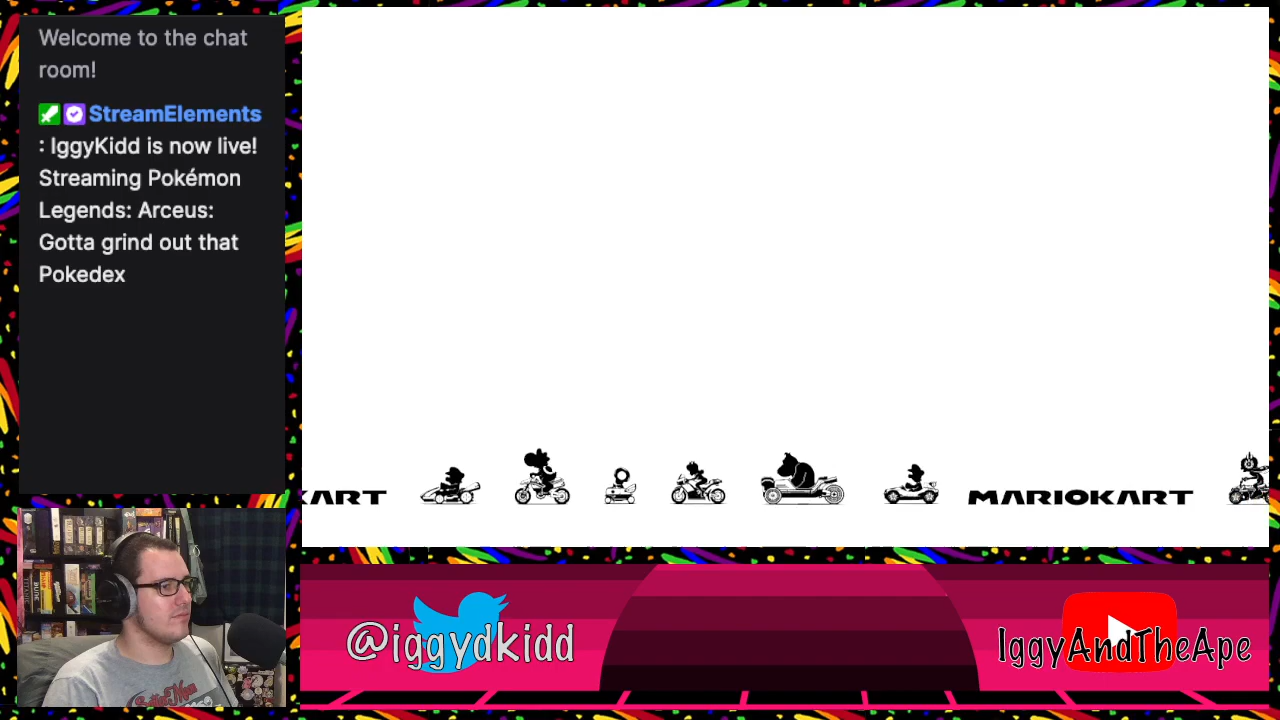 Welcome to the chat
room!
StreamElements
: IggyKidd is now live!
Streaming Pokémon
Legends: Arceus:
Gotta grind out that
Pokedex
KART
MARIOKART
@iggydkidd
IggyAndTheApe